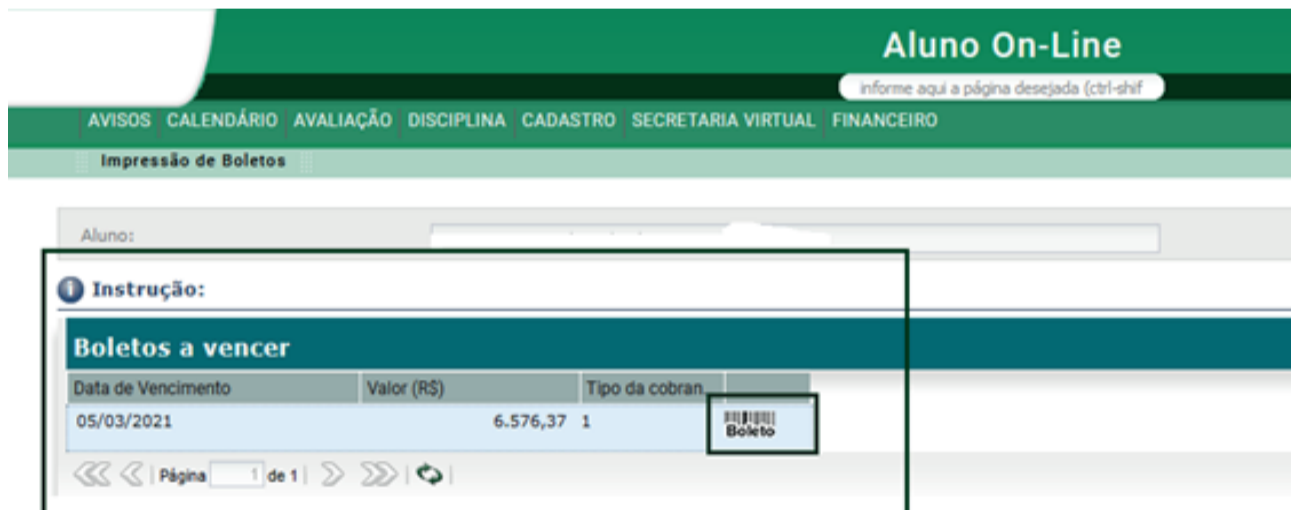 Aluno On-Line
informe aqui a página desejada (ctrl-shif
AVISOS CALENDÁRIO AVALIAÇÃO DISCIPLINA CADASTRO SECRETARIA VIRTUAL FINANCEIRO
Impressão de Boletos
Aluno:
Instrução:
Boletos a vencer
Data de Vencimento Valor (R$) Tipo da cobran
05/03/2021 6.576,37 1 Boleto
Página 1 de 1